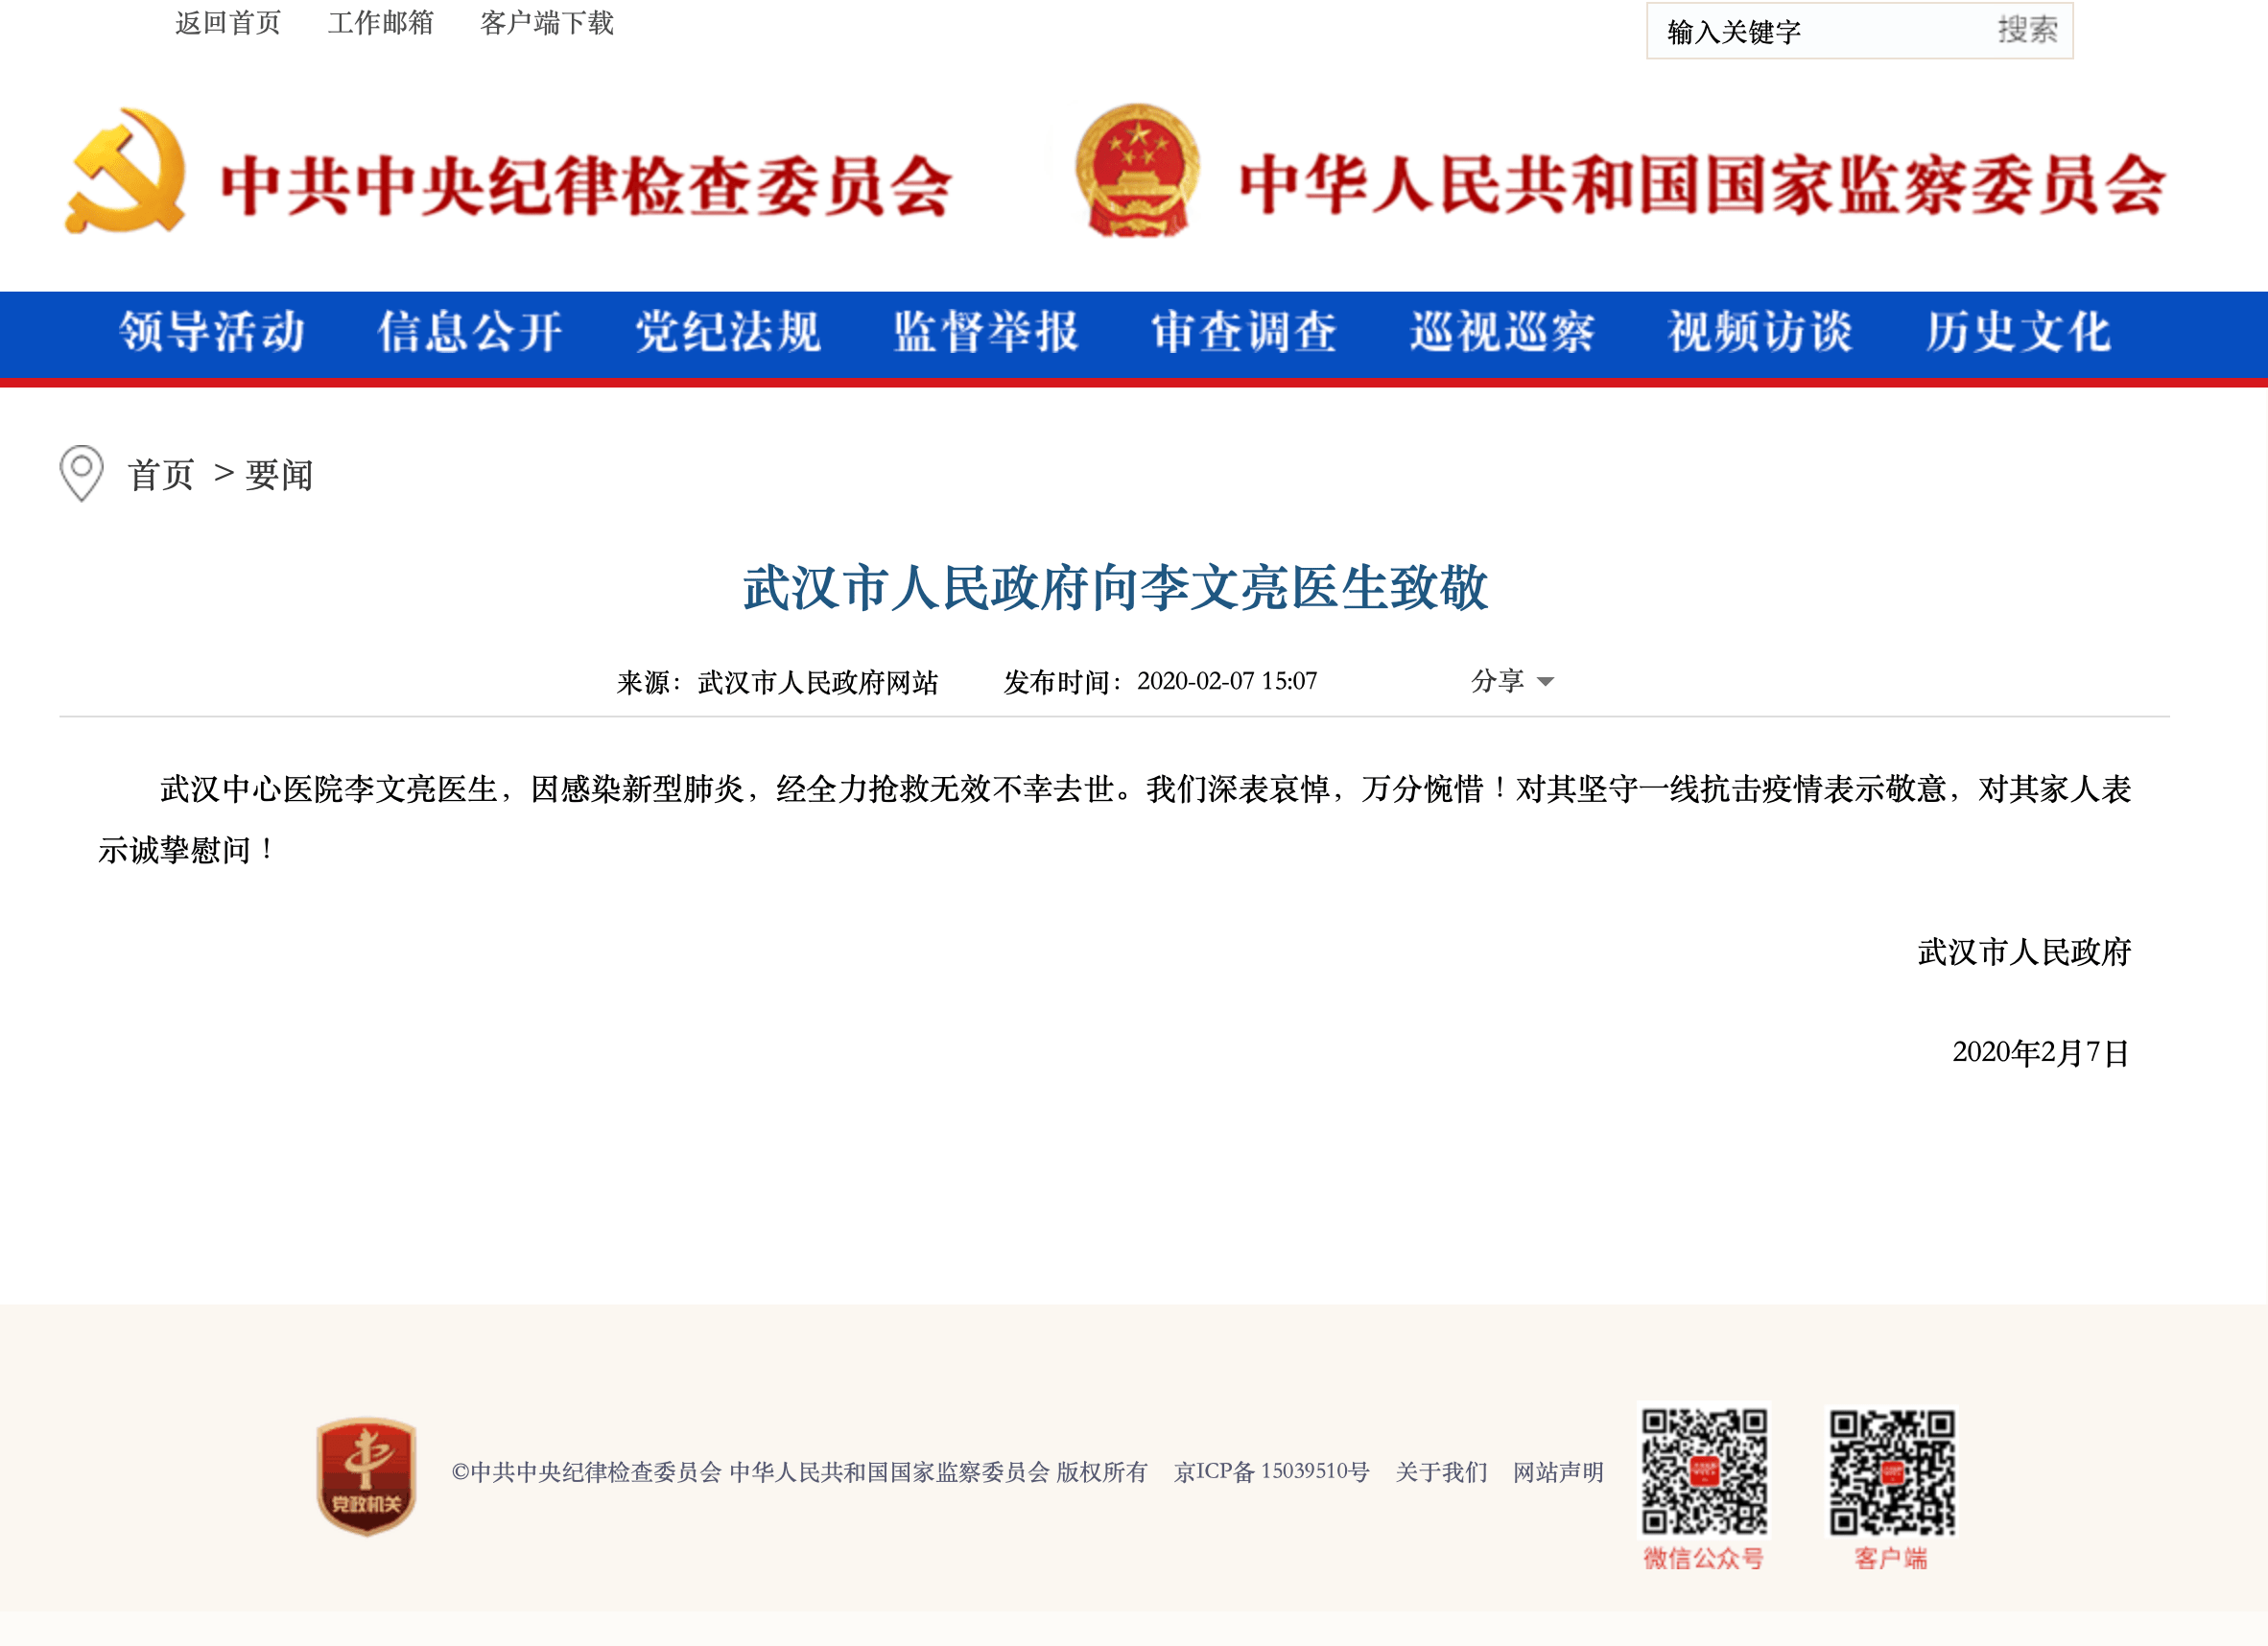 返回首页 工作邮箱 客户端下载 输入关键字 搜索
中共中央纪律检查委员会 中华人民共和国国家监察委员会
领导活动 信息公开 党纪法规 监督举报 审查调查 巡视巡察 视频访谈 历史文化
首页 > 要闻
武汉市人民政府向李文亮医生致敬
来源：武汉市人民政府网站 发布时间：2020-02-07 15:07 分享
武汉中心医院李文亮医生，因感染新型肺炎，经全力抢救无效不幸去世。我们深表哀悼，万分惋惜！对其坚守一线抗击疫情表示敬意，对其家人表
示诚挚慰问！
武汉市人民政府
2020年2月7日
党政机关
©中共中央纪律检查委员会 中华人民共和国国家监察委员会 版权所有 京ICP备 15039510号 关于我们 网站声明
微信公众号 客户端